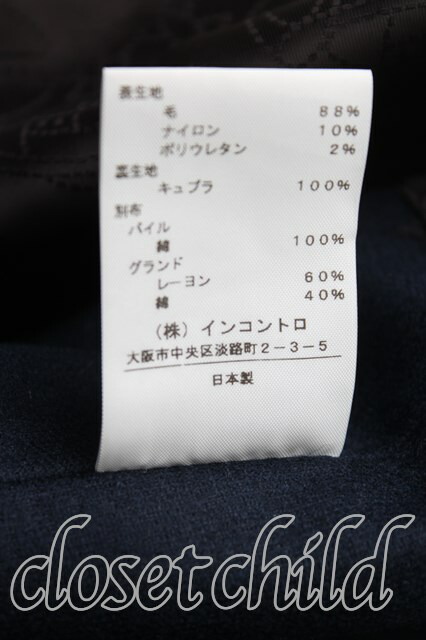 表生地
毛 88%
ナイロン 10%
ポリウレタン 2%
裏生地
キュプラ 100%
別布
パイル
綿 100%
グランド
レーヨン 60%
綿 40%
(株)インコントロ
大阪市中央区淡路町2-3-5
日本製
closet child